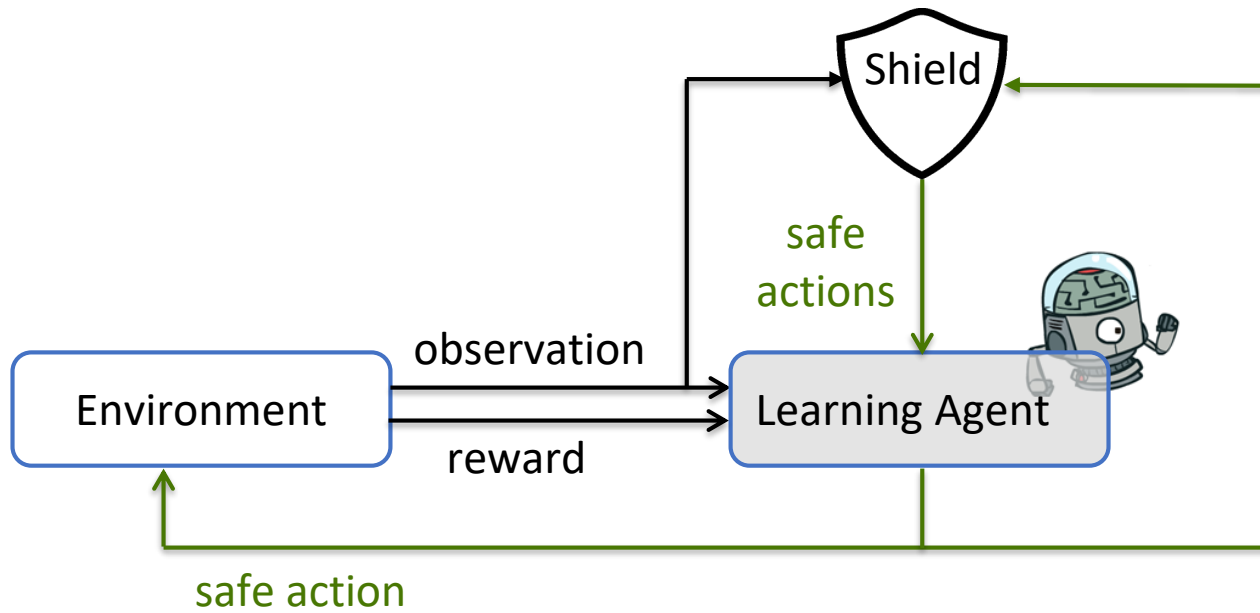 Shield
safe
actions
observation
Environment
Learning Agent
reward
safe action